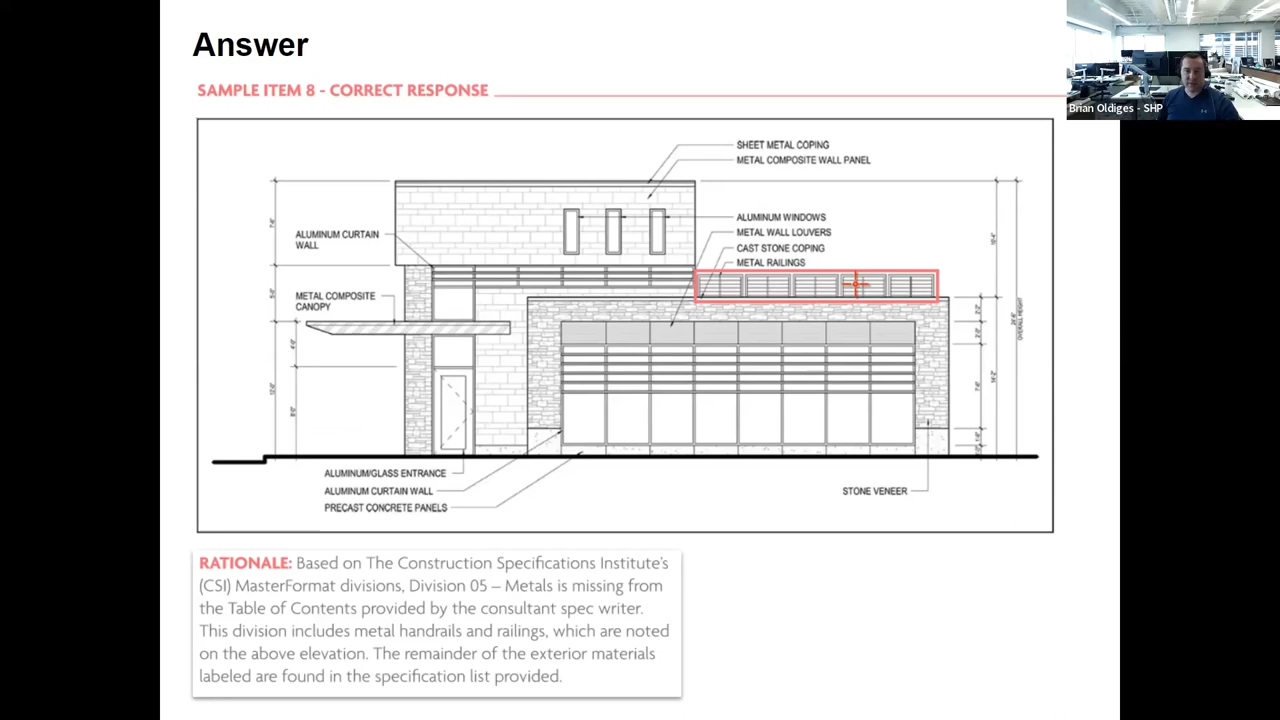 Answer
SAMPLE ITEM 8 - CORRECT RESPONSE
Brian Oldiges - SHP
SHEET METAL COPING
METAL COMPOSITE WALL PANEL
ALUMINUM WINDOWS
METAL WALL LOUVERS
CAST STONE COPING
METAL RAILINGS
ALUMINUM CURTAIN
WALL
METAL COMPOSITE
CANOPY
OVERALL HEIGHT
ALUMINUM/GLASS ENTRANCE
ALUMINUM CURTAIN WALL
PRECAST CONCRETE PANELS
STONE VENEER
RATIONALE: Based on The Construction Specifications Institute's
(CSI) MasterFormat divisions, Division 05 – Metals is missing from
the Table of Contents provided by the consultant spec writer.
This division includes metal handrails and railings, which are noted
on the above elevation. The remainder of the exterior materials
labeled are found in the specification list provided.